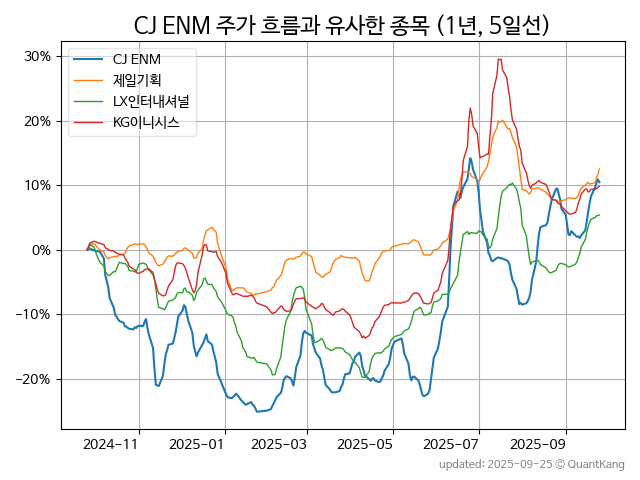 CJ ENM 주가 흐름과 유사한 종목 (1년, 5일선)
CJ ENM
제일기획
LX인터내셔널
KG이니시스
30%
20%
10%
0%
−10%
−20%
2024-11
2025-01
2025-03
2025-05
2025-07
2025-09
updated: 2025-09-25 © QuantKang